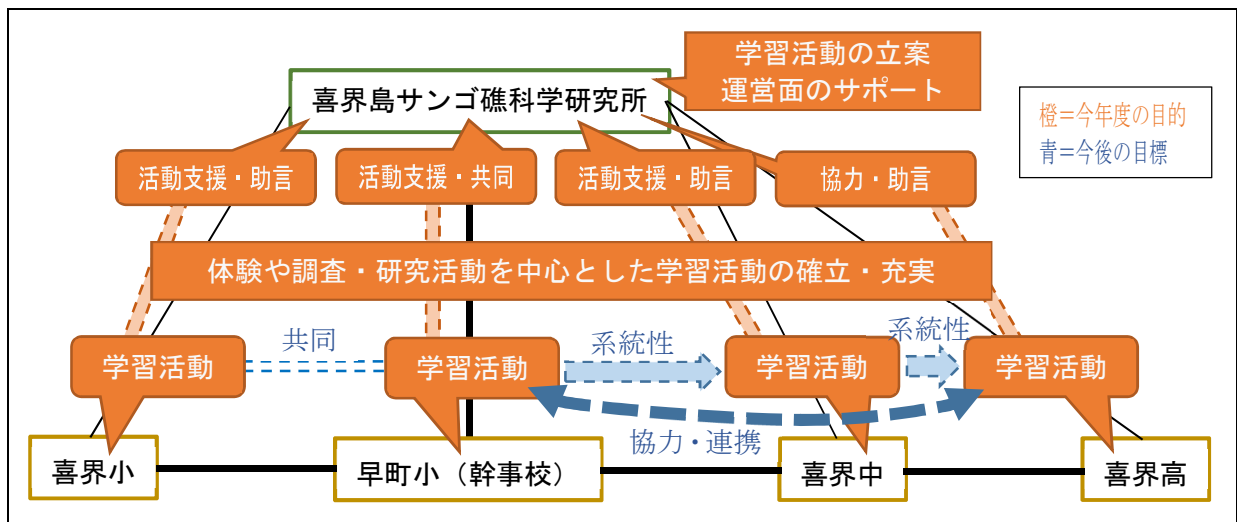 学習活動の立案
運営面のサポート
喜界島サンゴ礁科学研究所
橙＝今年度の目的
青＝今後の目標
活動支援・助言
活動支援・共同
活動支援・助言
協力・助言
体験や調査・研究活動を中心とした学習活動の確立・充実
共同
系統性
系統性
学習活動
学習活動
学習活動
学習活動
協力・連携
喜界小
早町小（幹事校）
喜界中
喜界高